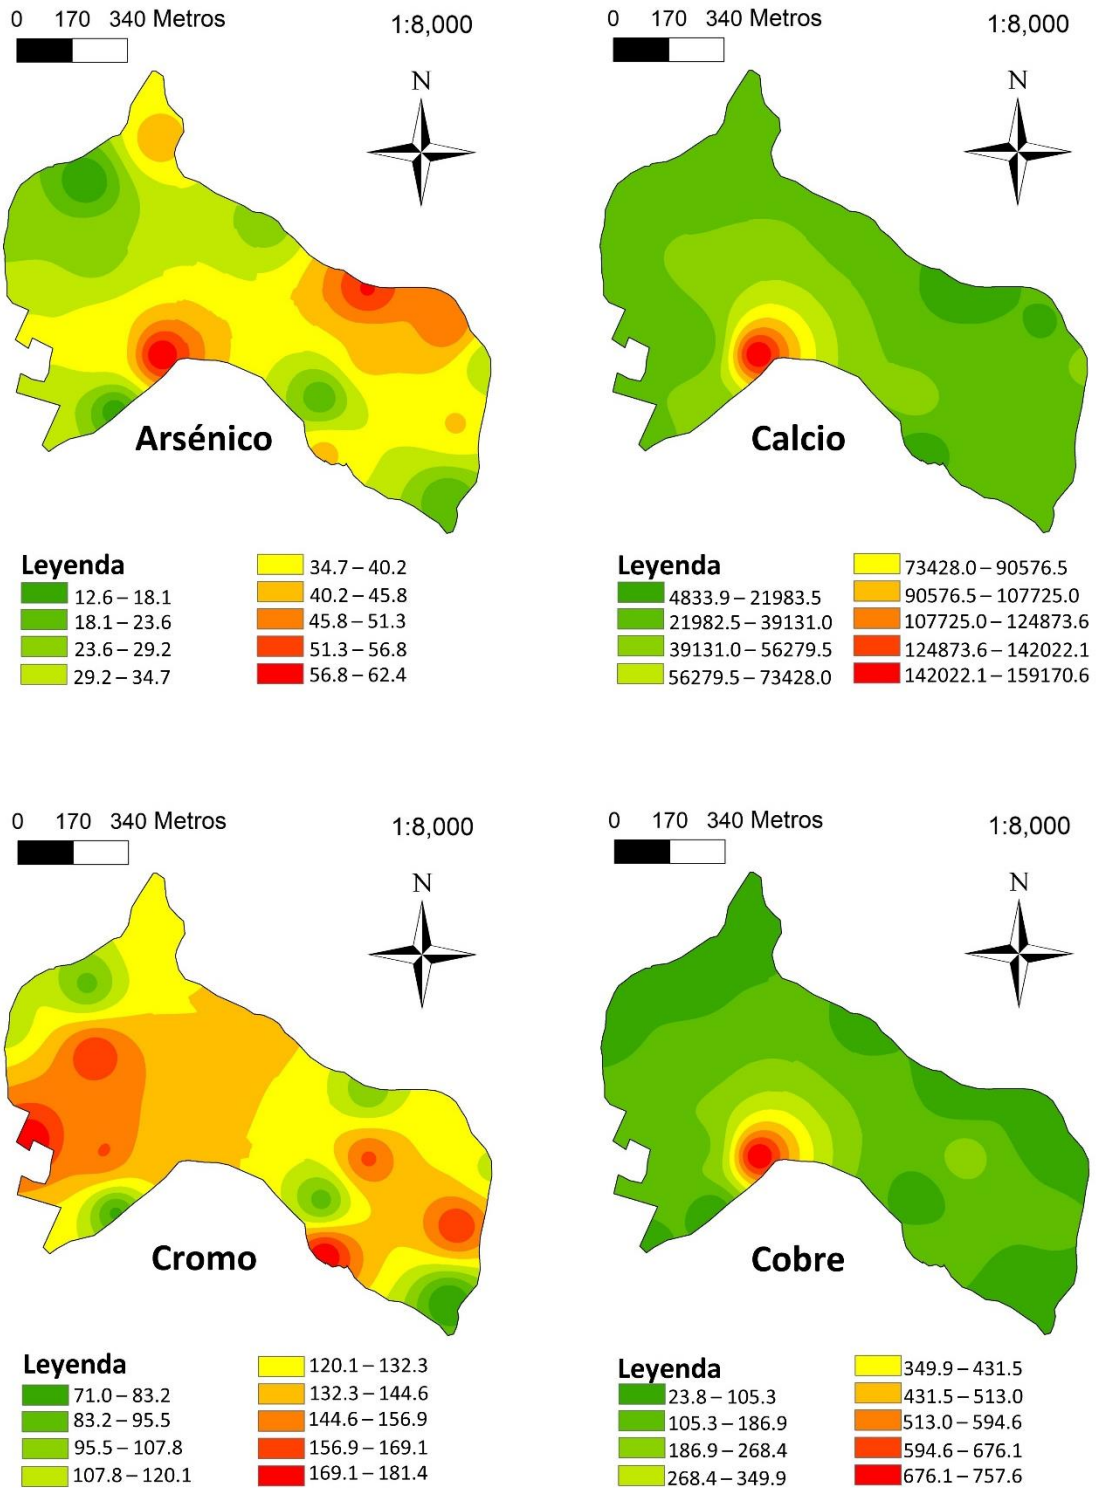 0 170 340 Metros
1:8,000
N
Arsénico
Leyenda
12.6 – 18.1
18.1 – 23.6
23.6 – 29.2
29.2 – 34.7
34.7 – 40.2
40.2 – 45.8
45.8 – 51.3
51.3 – 56.8
56.8 – 62.4
0 170 340 Metros
1:8,000
N
Calcio
Leyenda
4833.9 – 21983.5
21982.5 – 39131.0
39131.0 – 56279.5
56279.5 – 73428.0
73428.0 – 90576.5
90576.5 – 107725.0
107725.0 – 124873.6
124873.6 – 142022.1
142022.1 – 159170.6
0 170 340 Metros
1:8,000
N
Cromo
Leyenda
71.0 – 83.2
83.2 – 95.5
95.5 – 107.8
107.8 – 120.1
120.1 – 132.3
132.3 – 144.6
144.6 – 156.9
156.9 – 169.1
169.1 – 181.4
0 170 340 Metros
1:8,000
N
Cobre
Leyenda
23.8 – 105.3
105.3 – 186.9
186.9 – 268.4
268.4 – 349.9
349.9 – 431.5
431.5 – 513.0
513.0 – 594.6
594.6 – 676.1
676.1 – 757.6